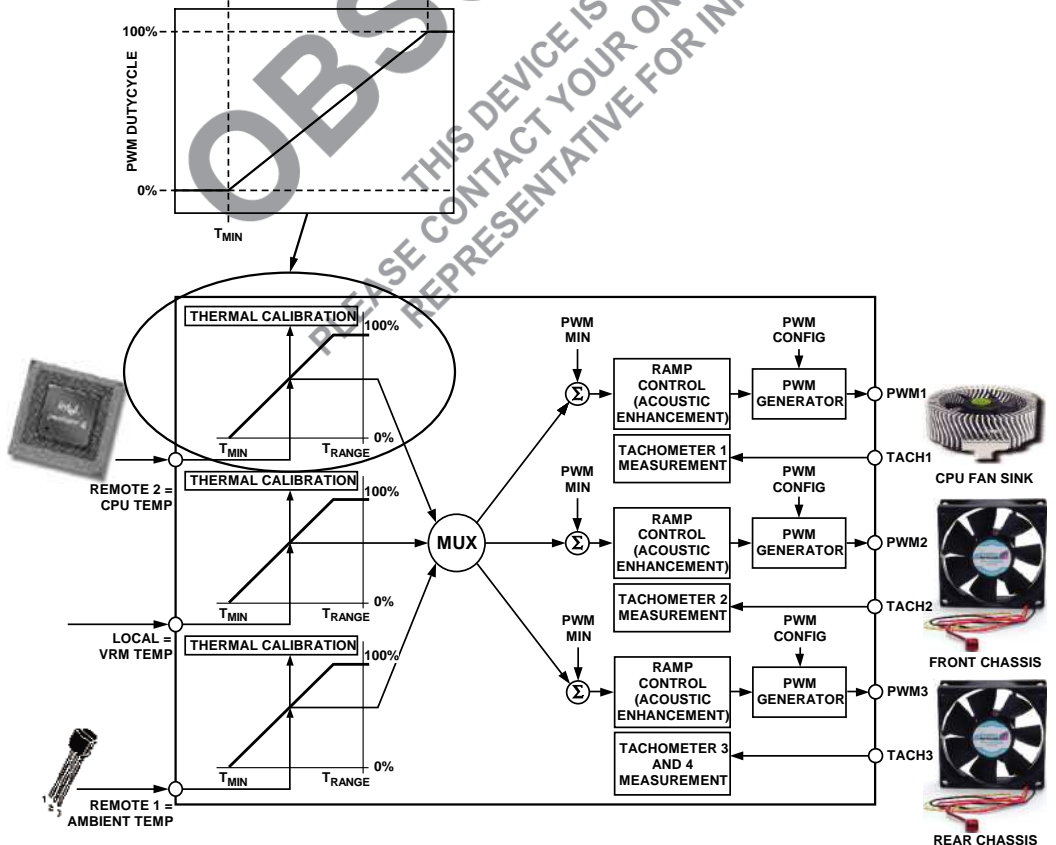 100%
PWM DUTYCYCLE
0%
TMIN
OBS
THIS DEVICE IS
PLEASE CONTACT YOUR ON
REPRESENTATIVE FOR INF
THERMAL CALIBRATION
100%
0%
TMIN
TRANGE
REMOTE 2 =
CPU TEMP
THERMAL CALIBRATION
100%
0%
TMIN
TRANGE
LOCAL =
VRM TEMP
THERMAL CALIBRATION
100%
0%
TMIN
TRANGE
REMOTE 1 =
AMBIENT TEMP
MUX
PWM
MIN
Σ
RAMP
CONTROL
(ACOUSTIC
ENHANCEMENT)
PWM
CONFIG
PWM
GENERATOR
PWM1
TACHOMETER 1
MEASUREMENT
TACH1
CPU FAN SINK
PWM
MIN
Σ
RAMP
CONTROL
(ACOUSTIC
ENHANCEMENT)
PWM
CONFIG
PWM
GENERATOR
PWM2
TACHOMETER 2
MEASUREMENT
TACH2
FRONT CHASSIS
PWM
MIN
Σ
RAMP
CONTROL
(ACOUSTIC
ENHANCEMENT)
PWM
CONFIG
PWM
GENERATOR
PWM3
TACHOMETER 3
AND 4
MEASUREMENT
TACH3
REAR CHASSIS